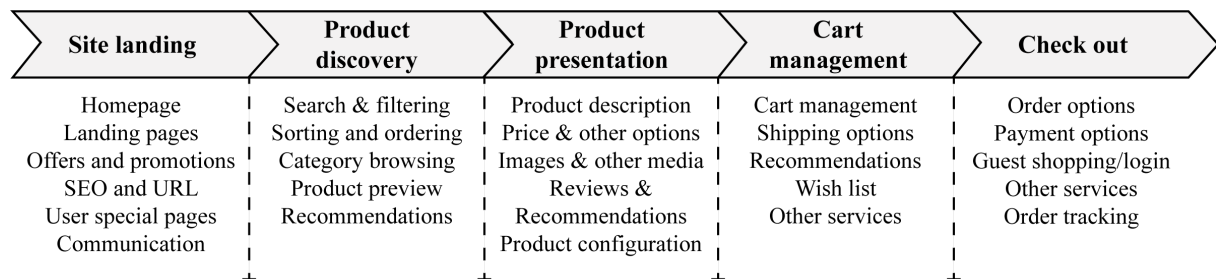 Site landing
Product
discovery
Product
presentation
Cart
management
Check out
Homepage
Landing pages
Offers and promotions
SEO and URL
User special pages
Communication
Search & filtering
Sorting and ordering
Category browsing
Product preview
Recommendations
Product description
Price & other options
Images & other media
Reviews &
Recommendations
Product configuration
Cart management
Shipping options
Recommendations
Wish list
Other services
Order options
Payment options
Guest shopping/login
Other services
Order tracking